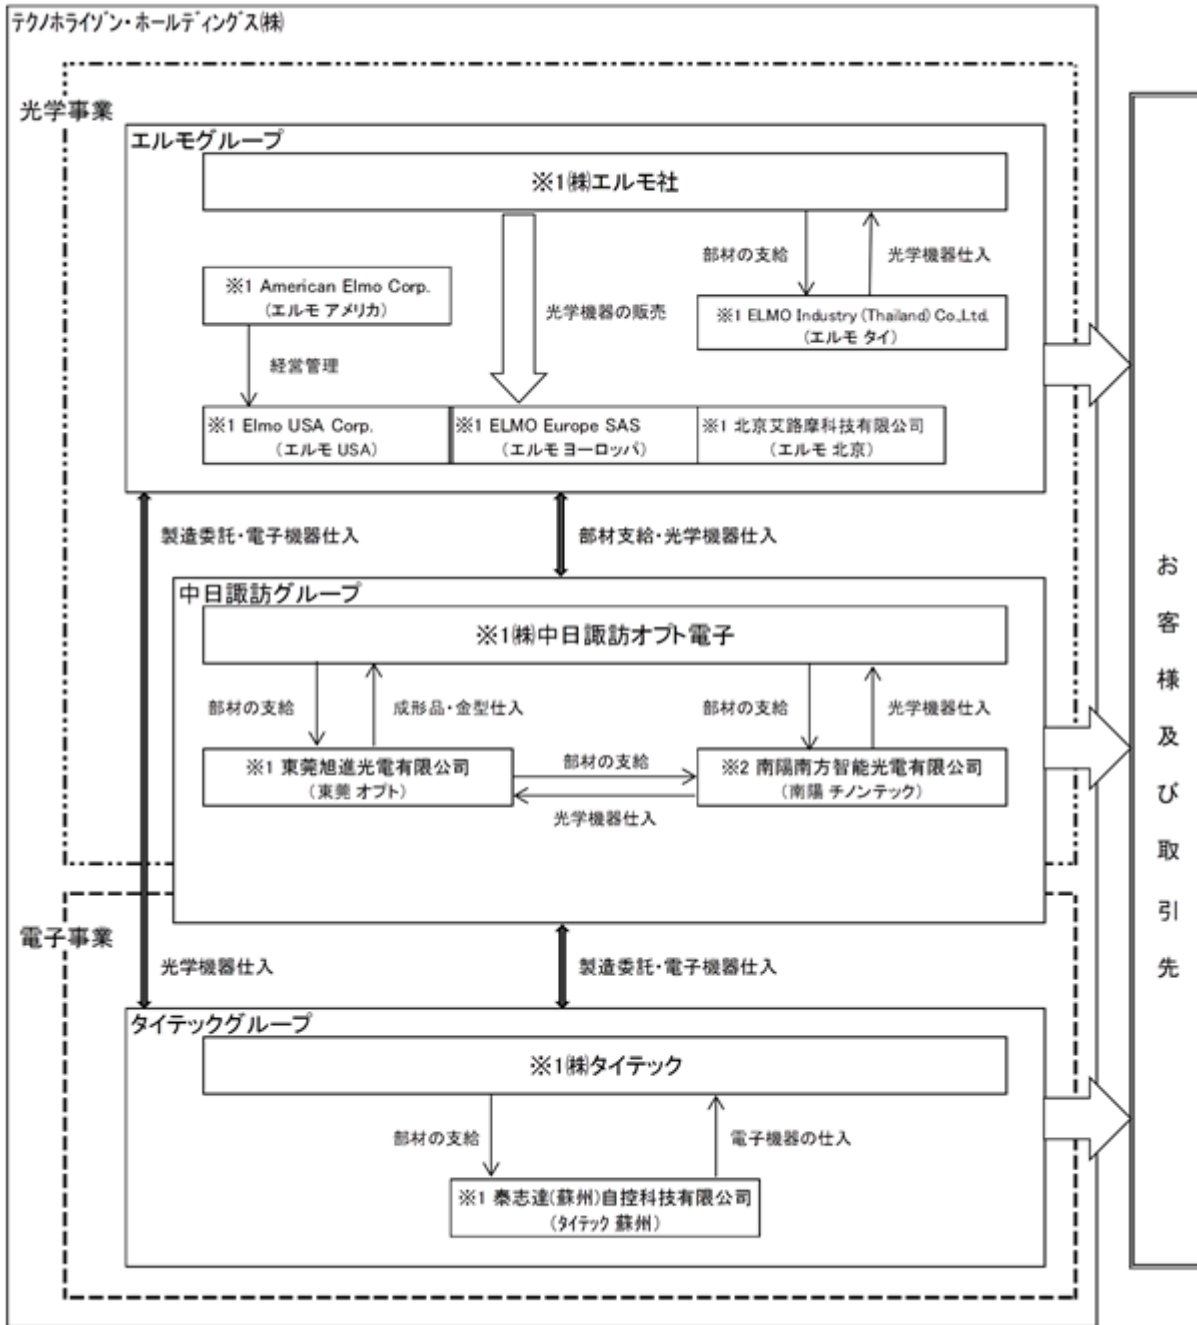 テクノホライゾン・ホールディングス㈱
光学事業
エルモグループ
※1㈱エルモ社
部材の支給
光学機器仕入
※1 American Elmo Corp.
(エルモ アメリカ)
光学機器の販売
※1 ELMO Industry (Thailand) Co.,Ltd.
(エルモ タイ)
経営管理
※1 Elmo USA Corp.
(エルモ USA)
※1 ELMO Europe SAS
(エルモ ヨーロッパ)
※1 北京艾路摩科技有限公司
(エルモ 北京)
製造委託・電子機器仕入
部材支給・光学機器仕入
中日諏訪グループ
※1㈱中日諏訪オプト電子
部材の支給
成形品・金型仕入
部材の支給
光学機器仕入
※1 東莞旭進光電有限公司
(東莞 オプト)
部材の支給
光学機器仕入
※2 南陽南方智能光電有限公司
(南陽 チノンテック)
電子事業
光学機器仕入
製造委託・電子機器仕入
タイテックグループ
※1㈱タイテック
部材の支給
電子機器の仕入
※1 泰志達(蘇州)自控科技有限公司
(タイテック 蘇州)
お客様及び取引先